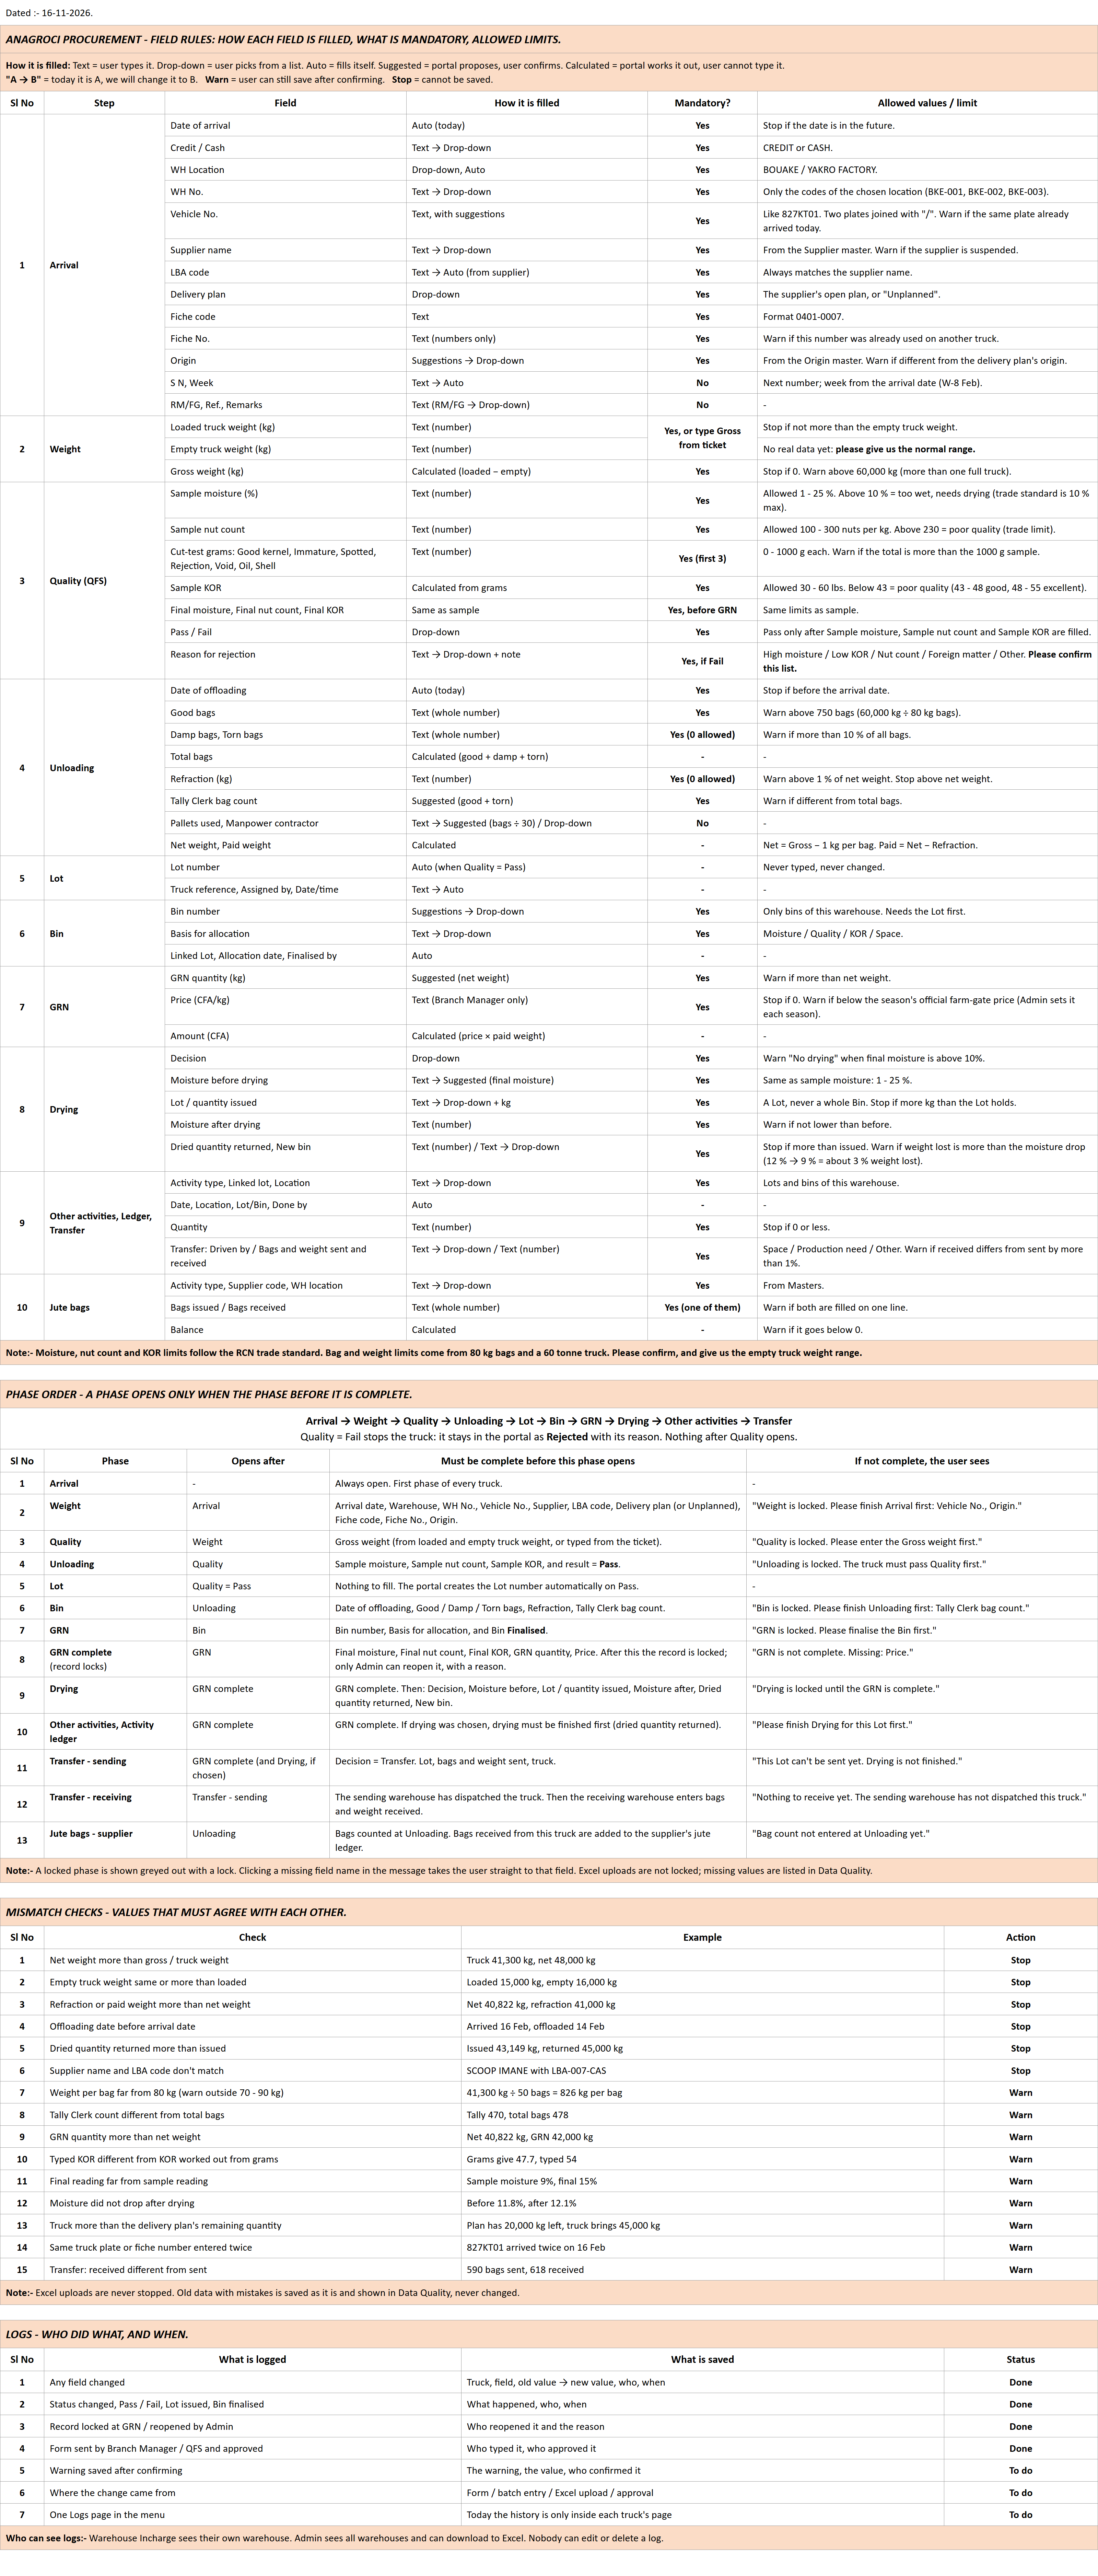 Dated :- 16-11-2026.
ANAGROCI PROCUREMENT - FIELD RULES: HOW EACH FIELD IS FILLED, WHAT IS MANDATORY, ALLOWED LIMITS.
How it is filled: Text = user types it. Drop-down = user picks from a list. Auto = fills itself. Suggested = portal proposes, user confirms. Calculated = portal works it out, user cannot type it.
"A → B" = today it is A, we will change it to B. Warn = user can still save after confirming. Stop = cannot be saved.
Sl No Step Field How it is filled Mandatory? Allowed values / limit
1 Arrival
Date of arrival Auto (today) Yes Stop if the date is in the future.
Credit / Cash Text → Drop-down Yes CREDIT or CASH.
WH Location Drop-down, Auto Yes BOUAKE / YAKRO FACTORY.
WH No. Text → Drop-down Yes Only the codes of the chosen location (BKE-001, BKE-002, BKE-003).
Vehicle No. Text, with suggestions Yes Like 827KT01. Two plates joined with "/". Warn if the same plate already
arrived today.
Supplier name Text → Drop-down Yes From the Supplier master. Warn if the supplier is suspended.
LBA code Text → Auto (from supplier) Yes Always matches the supplier name.
Delivery plan Drop-down Yes The supplier's open plan, or "Unplanned".
Fiche code Text Yes Format 0401-0007.
Fiche No. Text (numbers only) Yes Warn if this number was already used on another truck.
Origin Suggestions → Drop-down Yes From the Origin master. Warn if different from the delivery plan's origin.
S N, Week Text → Auto No Next number; week from the arrival date (W-8 Feb).
RM/FG, Ref., Remarks Text (RM/FG → Drop-down) No -
2 Weight
Loaded truck weight (kg) Text (number) Yes, or type Gross from ticket Stop if not more than the empty truck weight.
Empty truck weight (kg) Text (number) No real data yet: please give us the normal range.
Gross weight (kg) Calculated (loaded − empty) Yes Stop if 0. Warn above 60,000 kg (more than one full truck).
3 Quality (QFS)
Sample moisture (%) Text (number) Yes Allowed 1 - 25 %. Above 10 % = too wet, needs drying (trade standard is 10 %
max).
Sample nut count Text (number) Yes Allowed 100 - 300 nuts per kg. Above 230 = poor quality (trade limit).
Cut-test grams: Good kernel, Immature, Spotted,
Rejection, Void, Oil, Shell Text (number) Yes (first 3) 0 - 1000 g each. Warn if the total is more than the 1000 g sample.
Sample KOR Calculated from grams Yes Allowed 30 - 60 lbs. Below 43 = poor quality (43 - 48 good, 48 - 55 excellent).
Final moisture, Final nut count, Final KOR Same as sample Yes, before GRN Same limits as sample.
Pass / Fail Drop-down Yes Pass only after Sample moisture, Sample nut count and Sample KOR are filled.
Reason for rejection Text → Drop-down + note Yes, if Fail High moisture / Low KOR / Nut count / Foreign matter / Other. Please confirm
this list.
4 Unloading
Date of offloading Auto (today) Yes Stop if before the arrival date.
Good bags Text (whole number) Yes Warn above 750 bags (60,000 kg ÷ 80 kg bags).
Damp bags, Torn bags Text (whole number) Yes (0 allowed) Warn if more than 10 % of all bags.
Total bags Calculated (good + damp + torn) - -
Refraction (kg) Text (number) Yes (0 allowed) Warn above 1 % of net weight. Stop above net weight.
Tally Clerk bag count Suggested (good + torn) Yes Warn if different from total bags.
Pallets used, Manpower contractor Text → Suggested (bags ÷ 30) / Drop-down No -
Net weight, Paid weight Calculated - Net = Gross − 1 kg per bag. Paid = Net − Refraction.
5 Lot
Lot number Auto (when Quality = Pass) - Never typed, never changed.
Truck reference, Assigned by, Date/time Text → Auto - -
6 Bin
Bin number Suggestions → Drop-down Yes Only bins of this warehouse. Needs the Lot first.
Basis for allocation Text → Drop-down Yes Moisture / Quality / KOR / Space.
Linked Lot, Allocation date, Finalised by Auto - -
7 GRN
GRN quantity (kg) Suggested (net weight) Yes Warn if more than net weight.
Price (CFA/kg) Text (Branch Manager only) Yes Stop if 0. Warn if below the season's official farm-gate price (Admin sets it
each season).
Amount (CFA) Calculated (price × paid weight) - -
8 Drying
Decision Drop-down Yes Warn "No drying" when final moisture is above 10%.
Moisture before drying Text → Suggested (final moisture) Yes Same as sample moisture: 1 - 25 %.
Lot / quantity issued Text → Drop-down + kg Yes A Lot, never a whole Bin. Stop if more kg than the Lot holds.
Moisture after drying Text (number) Yes Warn if not lower than before.
Dried quantity returned, New bin Text (number) / Text → Drop-down Yes Stop if more than issued. Warn if weight lost is more than the moisture drop
(12 % → 9 % = about 3 % weight lost).
9 Other activities, Ledger, Transfer
Activity type, Linked lot, Location Text → Drop-down Yes Lots and bins of this warehouse.
Date, Location, Lot/Bin, Done by Auto - -
Quantity Text (number) Yes Stop if 0 or less.
Transfer: Driven by / Bags and weight sent and
received Text → Drop-down / Text (number) Yes Space / Production need / Other. Warn if received differs from sent by more
than 1%.
10 Jute bags
Activity type, Supplier code, WH location Text → Drop-down Yes From Masters.
Bags issued / Bags received Text (whole number) Yes (one of them) Warn if both are filled on one line.
Balance Calculated - Warn if it goes below 0.
Note:- Moisture, nut count and KOR limits follow the RCN trade standard. Bag and weight limits come from 80 kg bags and a 60 tonne truck. Please confirm, and give us the empty truck weight range.
PHASE ORDER - A PHASE OPENS ONLY WHEN THE PHASE BEFORE IT IS COMPLETE.
Arrival → Weight → Quality → Unloading → Lot → Bin → GRN → Drying → Other activities → Transfer
Quality = Fail stops the truck: it stays in the portal as Rejected with its reason. Nothing after Quality opens.
Sl No Phase Opens after Must be complete before this phase opens If not complete, the user sees
1 Arrival - Always open. First phase of every truck. -
2 Weight Arrival Arrival date, Warehouse, WH No., Vehicle No., Supplier, LBA code, Delivery plan (or Unplanned),
Fiche code, Fiche No., Origin. "Weight is locked. Please finish Arrival first: Vehicle No., Origin."
3 Quality Weight Gross weight (from loaded and empty truck weight, or typed from the ticket). "Quality is locked. Please enter the Gross weight first."
4 Unloading Quality Sample moisture, Sample nut count, Sample KOR, and result = Pass. "Unloading is locked. The truck must pass Quality first."
5 Lot Quality = Pass Nothing to fill. The portal creates the Lot number automatically on Pass. -
6 Bin Unloading Date of offloading, Good / Damp / Torn bags, Refraction, Tally Clerk bag count. "Bin is locked. Please finish Unloading first: Tally Clerk bag count."
7 GRN Bin Bin number, Basis for allocation, and Bin Finalised. "GRN is locked. Please finalise the Bin first."
8 GRN complete
(record locks) GRN Final moisture, Final nut count, Final KOR, GRN quantity, Price. After this the record is locked;
only Admin can reopen it, with a reason. "GRN is not complete. Missing: Price."
9 Drying GRN complete GRN complete. Then: Decision, Moisture before, Lot / quantity issued, Moisture after, Dried
quantity returned, New bin. "Drying is locked until the GRN is complete."
10 Other activities, Activity
ledger GRN complete GRN complete. If drying was chosen, drying must be finished first (dried quantity returned). "Please finish Drying for this Lot first."
11 Transfer - sending GRN complete (and Drying, if
chosen) Decision = Transfer. Lot, bags and weight sent, truck. "This Lot can't be sent yet. Drying is not finished."
12 Transfer - receiving Transfer - sending The sending warehouse has dispatched the truck. Then the receiving warehouse enters bags
and weight received. "Nothing to receive yet. The sending warehouse has not dispatched this truck."
13 Jute bags - supplier Unloading Bags counted at Unloading. Bags received from this truck are added to the supplier's jute
ledger. "Bag count not entered at Unloading yet."
Note:- A locked phase is shown greyed out with a lock. Clicking a missing field name in the message takes the user straight to that field. Excel uploads are not locked; missing values are listed in Data Quality.
MISMATCH CHECKS - VALUES THAT MUST AGREE WITH EACH OTHER.
Sl No Check Example Action
1 Net weight more than gross / truck weight Truck 41,300 kg, net 48,000 kg Stop
2 Empty truck weight same or more than loaded Loaded 15,000 kg, empty 16,000 kg Stop
3 Refraction or paid weight more than net weight Net 40,822 kg, refraction 41,000 kg Stop
4 Offloading date before arrival date Arrived 16 Feb, offloaded 14 Feb Stop
5 Dried quantity returned more than issued Issued 43,149 kg, returned 45,000 kg Stop
6 Supplier name and LBA code don't match SCOOP IMANE with LBA-007-CAS Stop
7 Weight per bag far from 80 kg (warn outside 70 - 90 kg) 41,300 kg ÷ 50 bags = 826 kg per bag Warn
8 Tally Clerk count different from total bags Tally 470, total bags 478 Warn
9 GRN quantity more than net weight Net 40,822 kg, GRN 42,000 kg Warn
10 Typed KOR different from KOR worked out from grams Grams give 47.7, typed 54 Warn
11 Final reading far from sample reading Sample moisture 9%, final 15% Warn
12 Moisture did not drop after drying Before 11.8%, after 12.1% Warn
13 Truck more than the delivery plan's remaining quantity Plan has 20,000 kg left, truck brings 45,000 kg Warn
14 Same truck plate or fiche number entered twice 827KT01 arrived twice on 16 Feb Warn
15 Transfer: received different from sent 590 bags sent, 618 received Warn
Note:- Excel uploads are never stopped. Old data with mistakes is saved as it is and shown in Data Quality, never changed.
LOGS - WHO DID WHAT, AND WHEN.
Sl No What is logged What is saved Status
1 Any field changed Truck, field, old value → new value, who, when Done
2 Status changed, Pass / Fail, Lot issued, Bin finalised What happened, who, when Done
3 Record locked at GRN / reopened by Admin Who reopened it and the reason Done
4 Form sent by Branch Manager / QFS and approved Who typed it, who approved it Done
5 Warning saved after confirming The warning, the value, who confirmed it To do
6 Where the change came from Form / batch entry / Excel upload / approval To do
7 One Logs page in the menu Today the history is only inside each truck's page To do
Who can see logs:- Warehouse Incharge sees their own warehouse. Admin sees all warehouses and can download to Excel. Nobody can edit or delete a log.